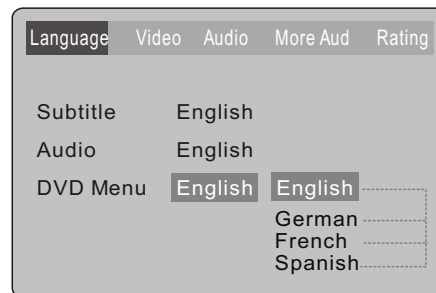 Language Video Audio More Aud Rating
Subtitle English
Audio English
DVD Menu English English
German
French
Spanish